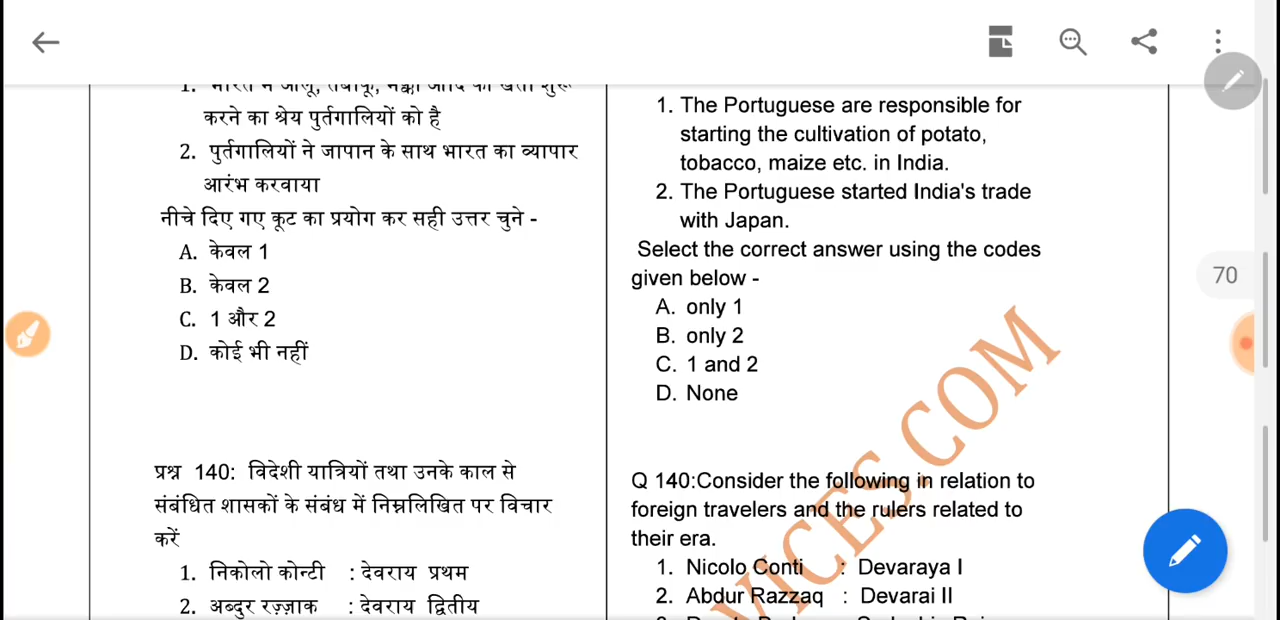 1. भारत में आलू, तंबाकू, मक्का आदि की खेती शुरू
करने का श्रेय पुर्तगालियों को है
2. पुर्तगालियों ने जापान के साथ भारत का व्यापार
आरंभ करवाया
नीचे दिए गए कूट का प्रयोग कर सही उत्तर चुने -
A. केवल 1
B. केवल 2
C. 1 और 2
D. कोई भी नहीं
प्रश्न 140: विदेशी यात्रियों तथा उनके काल से
संबंधित शासकों के संबंध में निम्नलिखित पर विचार
करें
1. निकोलो कोन्टी : देवराय प्रथम
2. अब्दुर रज़्ज़ाक : देवराय द्वितीय
1. The Portuguese are responsible for
starting the cultivation of potato,
tobacco, maize etc. in India.
2. The Portuguese started India's trade
with Japan.
Select the correct answer using the codes
given below -
A. only 1
B. only 2
C. 1 and 2
D. None
Q 140:Consider the following in relation to
foreign travelers and the rulers related to
their era.
1. Nicolo Conti : Devaraya I
2. Abdur Razzaq : Devarai II
VICES.COM
70